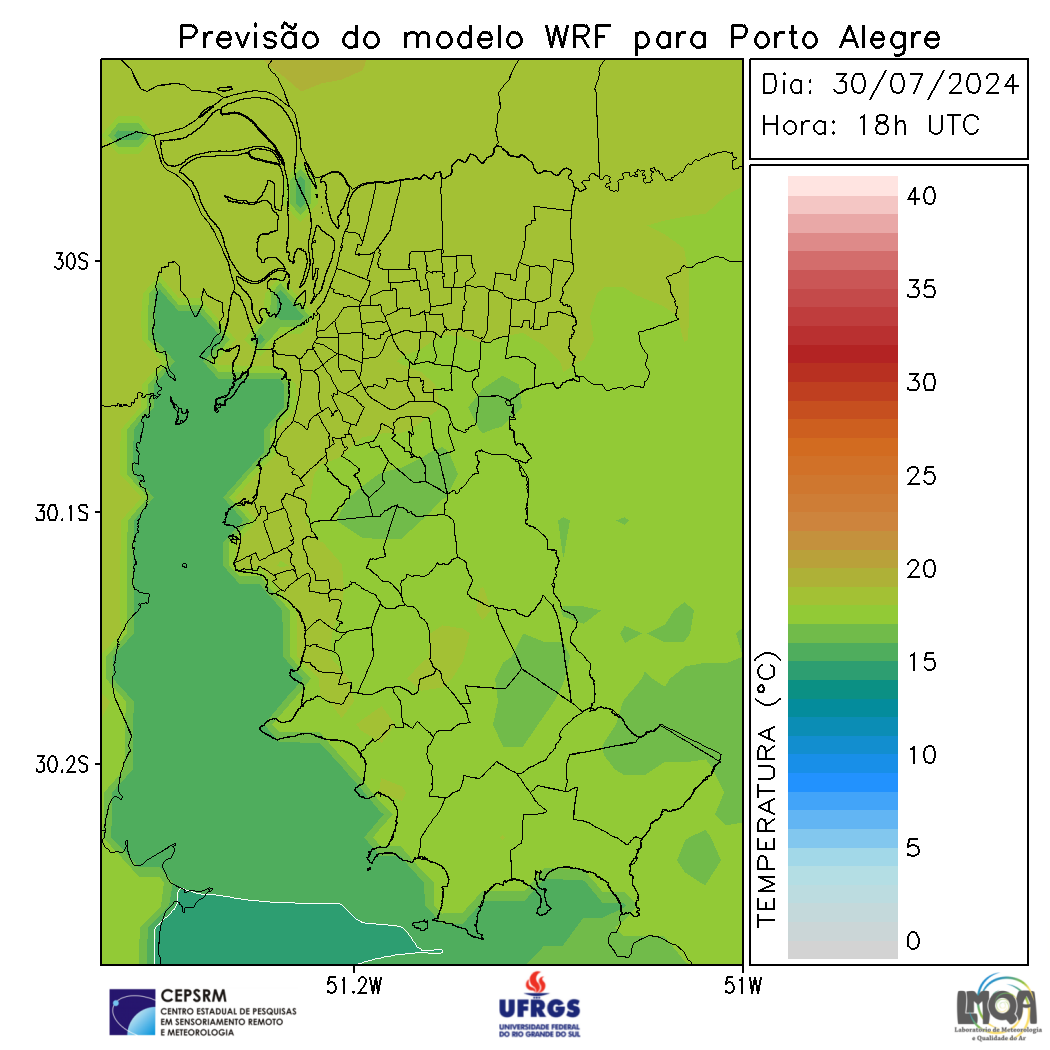 Previsão do modelo WRF para Porto Alegre
Dia: 30/07/2024
Hora: 18h UTC
40
35
30
25
20
15
10
5
0
TEMPERATURA (°C)
30S
30.1S
30.2S
51.2W
51W
CEPSRM
CENTRO ESTADUAL DE PESQUISAS
EM SENSORIAMENTO REMOTO
E METEOROLOGIA
UFRGS
UNIVERSIDADE FEDERAL
DO RIO GRANDE DO SUL
LMQA
Laboratório de Meteorologia
e Qualidade do Ar